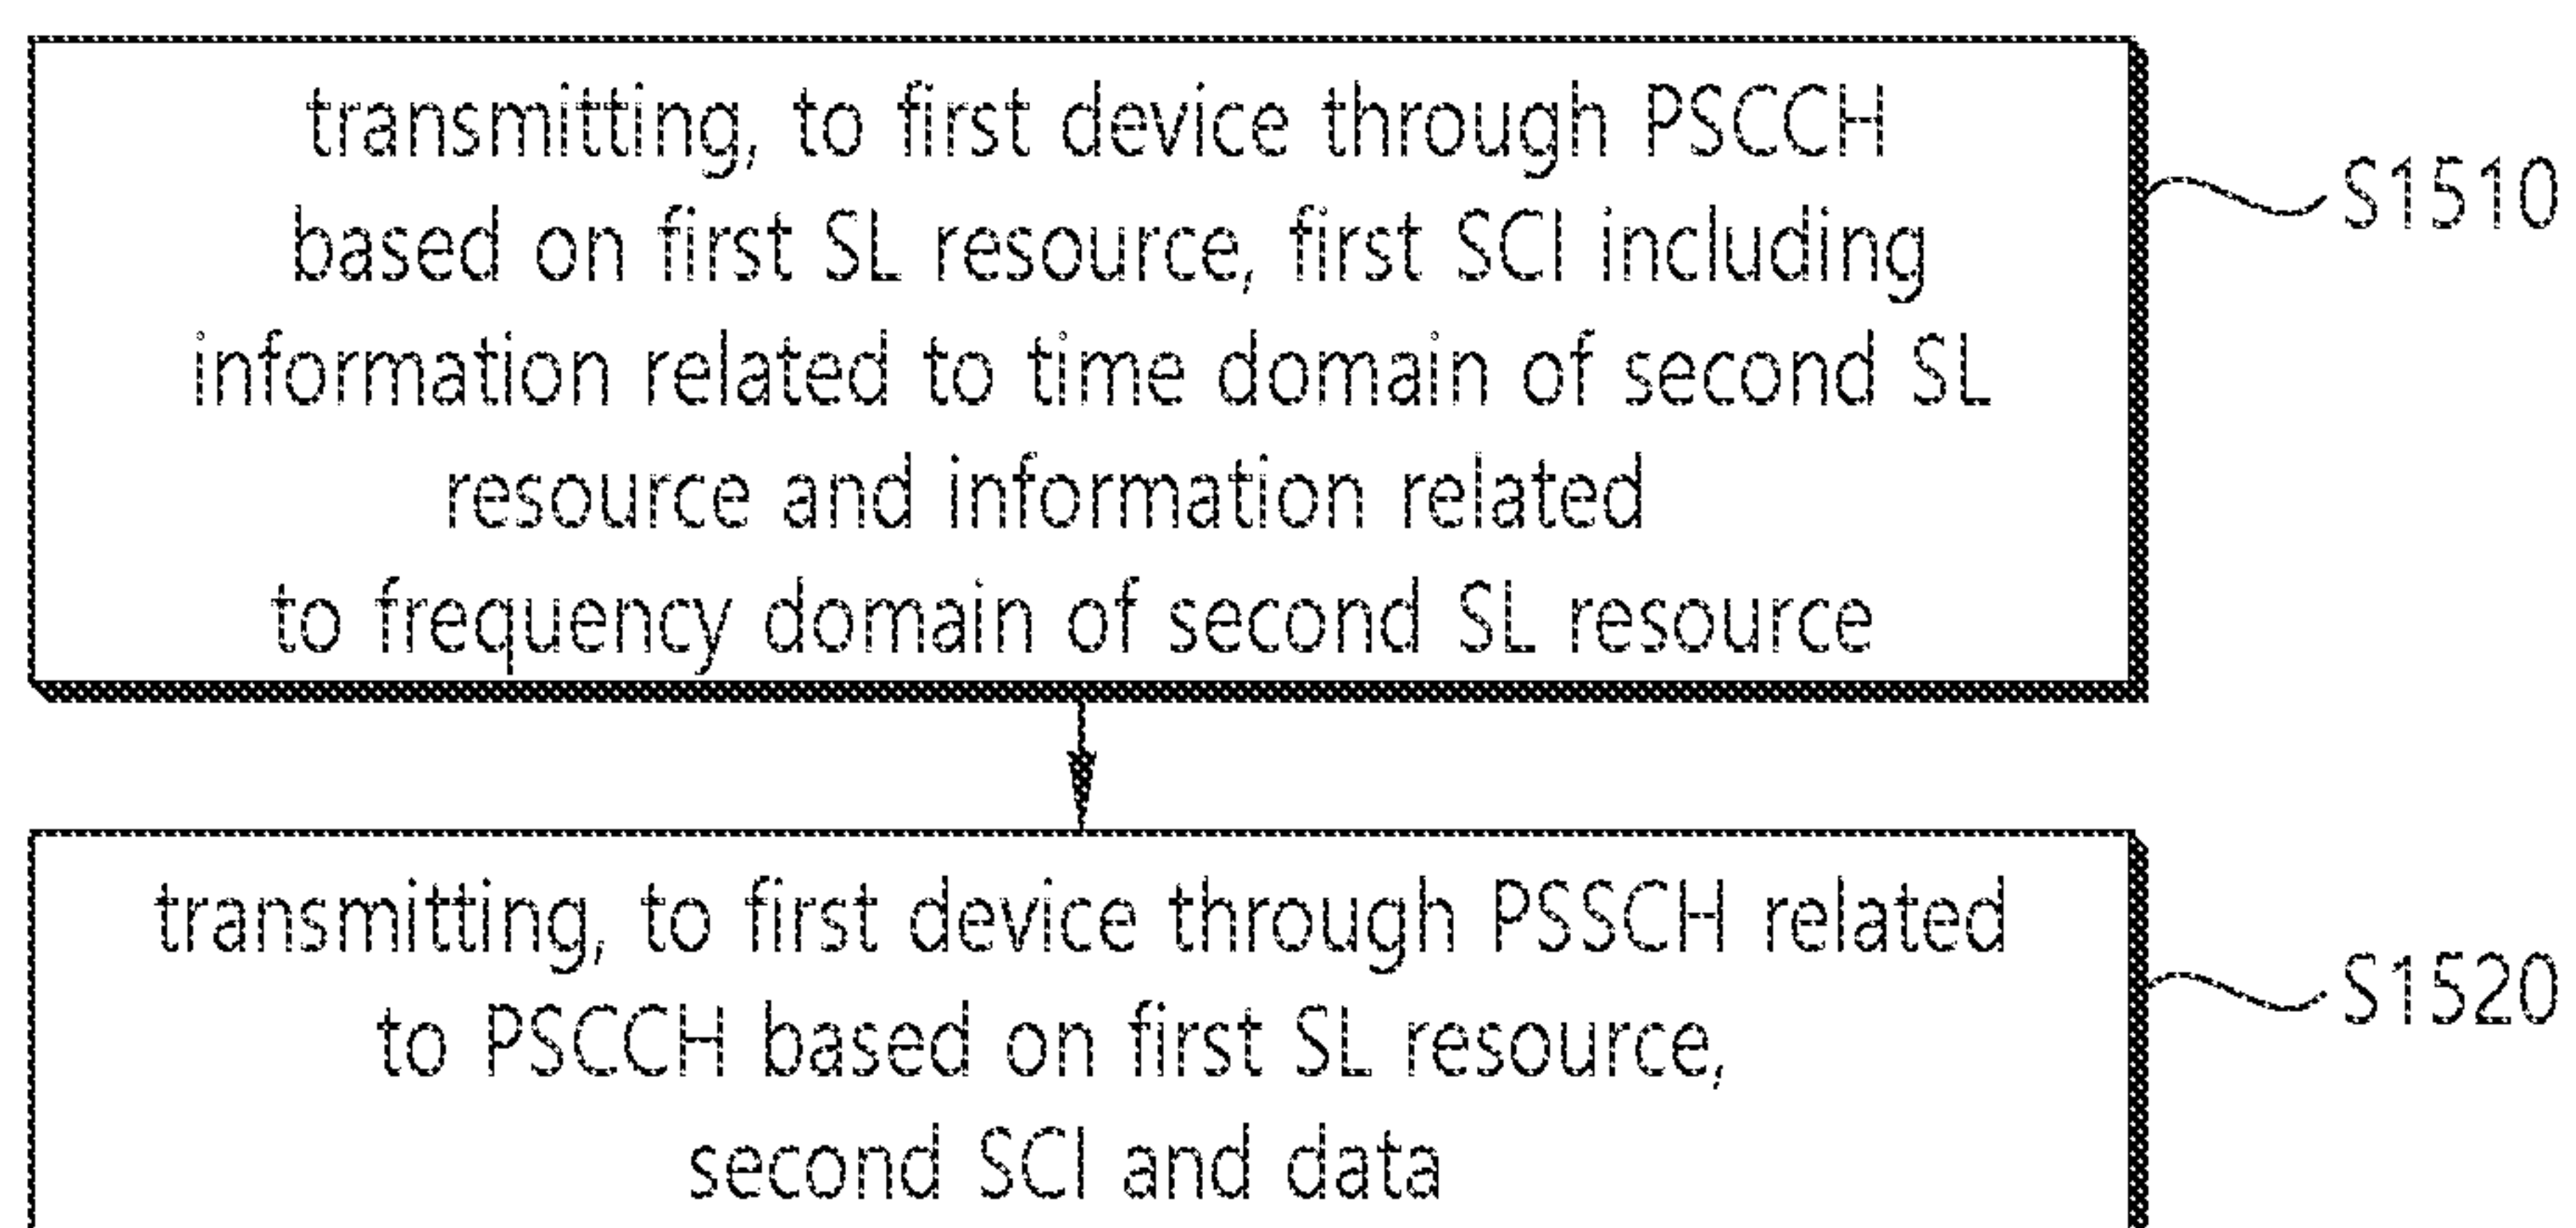 transmitting, to first device through PSCCH
based on first SL resource, first SCI including
information related to time domain of second SL
resource and information related
to frequency domain of second SL resource
S1510
transmitting, to first device through PSSCH related
to PSCCH based on first SL resource,
second SCI and data
S1520